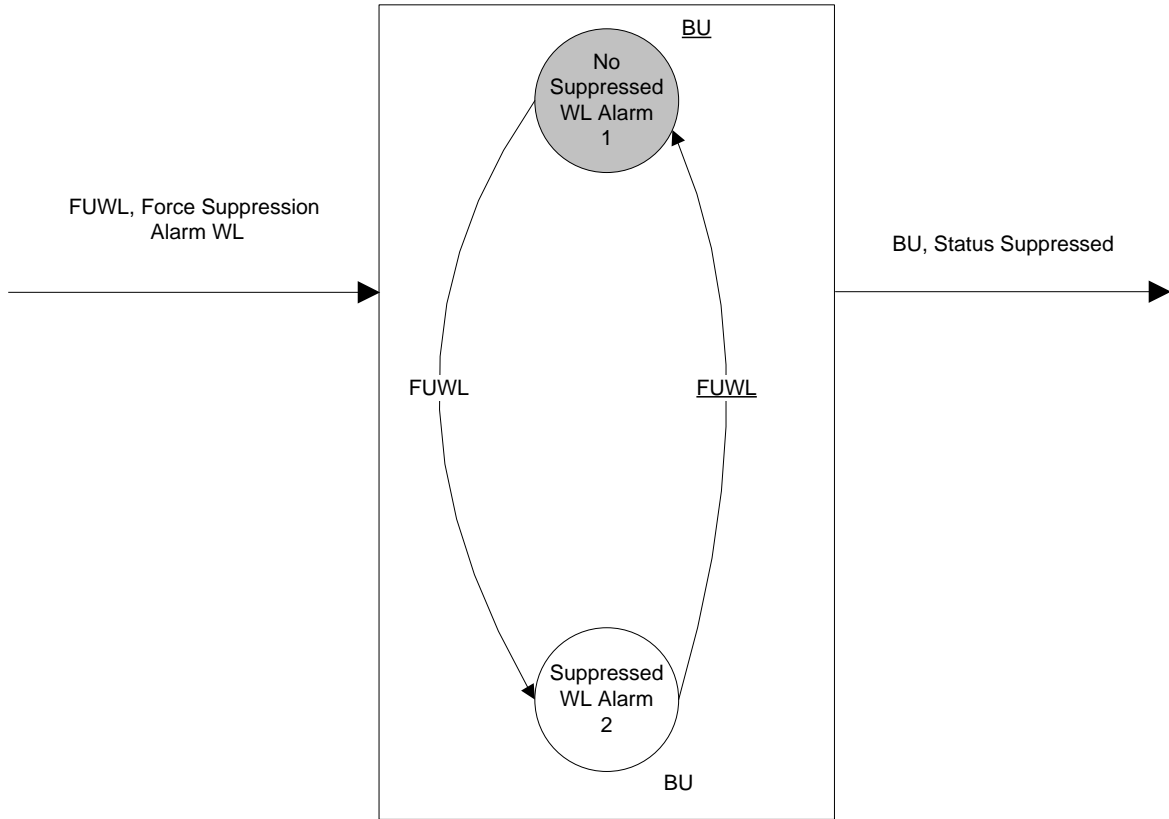 BU
No
Suppressed
WL Alarm
1
FUWL, Force Suppression
Alarm WL
BU, Status Suppressed
FUWL
FUWL
Suppressed
WL Alarm
2
BU